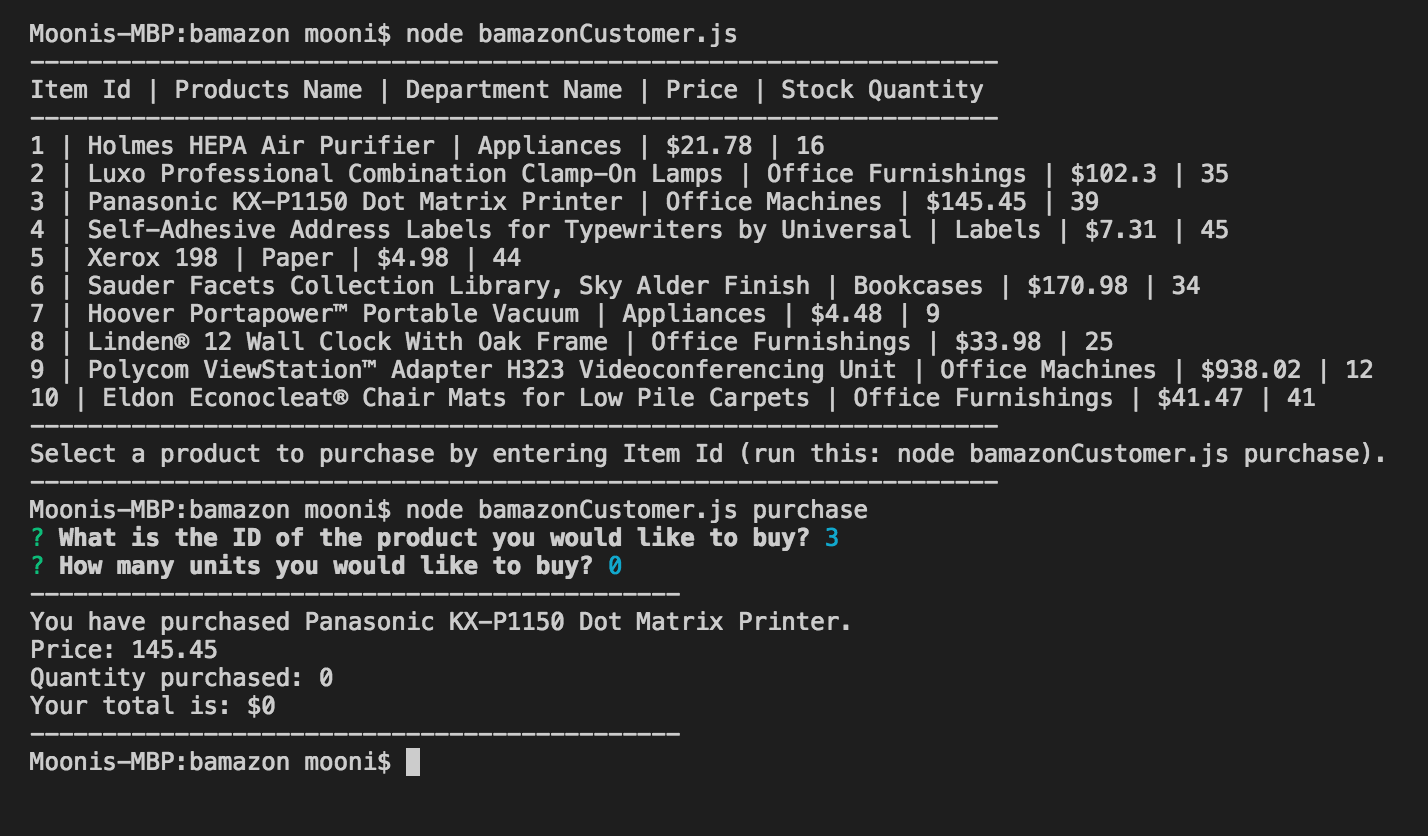 Moonis-MBP:bamazon mooni$ node bamazonCustomer.js
-------------------------------------------------------------------
Item Id | Products Name | Department Name | Price | Stock Quantity
-------------------------------------------------------------------
1 | Holmes HEPA Air Purifier | Appliances | $21.78 | 16
2 | Luxo Professional Combination Clamp-On Lamps | Office Furnishings | $102.3 | 35
3 | Panasonic KX-P1150 Dot Matrix Printer | Office Machines | $145.45 | 39
4 | Self-Adhesive Address Labels for Typewriters by Universal | Labels | $7.31 | 45
5 | Xerox 198 | Paper | $4.98 | 44
6 | Sauder Facets Collection Library, Sky Alder Finish | Bookcases | $170.98 | 34
7 | Hoover Portapower™ Portable Vacuum | Appliances | $4.48 | 9
8 | Linden® 12 Wall Clock With Oak Frame | Office Furnishings | $33.98 | 25
9 | Polycom ViewStation™ Adapter H323 Videoconferencing Unit | Office Machines | $938.02 | 12
10 | Eldon Econocleat® Chair Mats for Low Pile Carpets | Office Furnishings | $41.47 | 41
-------------------------------------------------------------------
Select a product to purchase by entering Item Id (run this: node bamazonCustomer.js purchase).
-------------------------------------------------------------------
Moonis-MBP:bamazon mooni$ node bamazonCustomer.js purchase
? What is the ID of the product you would like to buy? 3
? How many units you would like to buy? 0
---------------------------------------------
You have purchased Panasonic KX-P1150 Dot Matrix Printer.
Price: 145.45
Quantity purchased: 0
Your total is: $0
---------------------------------------------
Moonis-MBP:bamazon mooni$